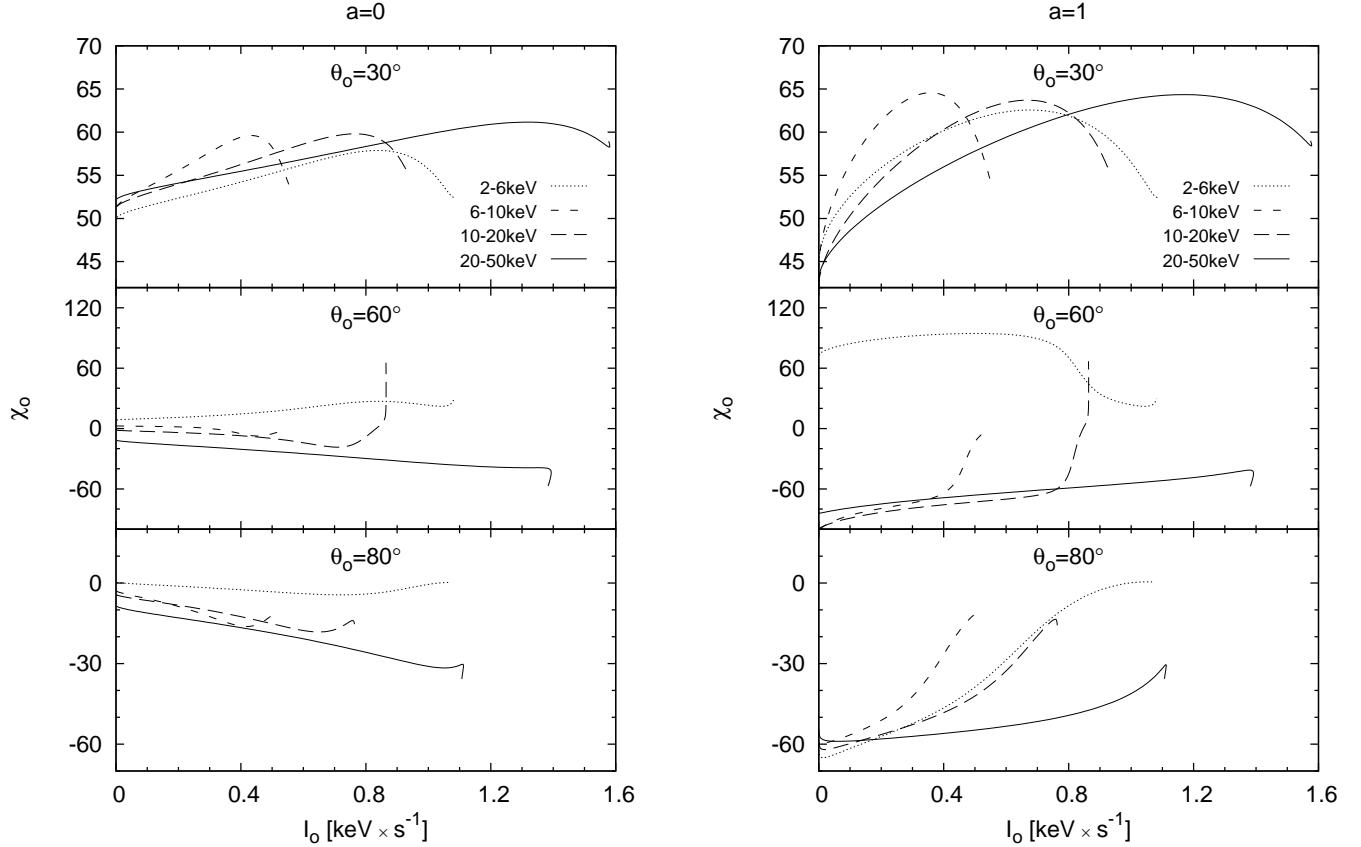 a=0
70
65
60
55
50
45
θo=30°
2-6keV
6-10keV
10-20keV
20-50keV
120
60
0
-60
θo=60°
χo
0
-30
-60
θo=80°
0 0.4 0.8 1.2 1.6
Io [keV × s-1]
a=1
70
65
60
55
50
45
θo=30°
2-6keV
6-10keV
10-20keV
20-50keV
120
60
0
-60
θo=60°
χo
0
-30
-60
θo=80°
0 0.4 0.8 1.2 1.6
Io [keV × s-1]